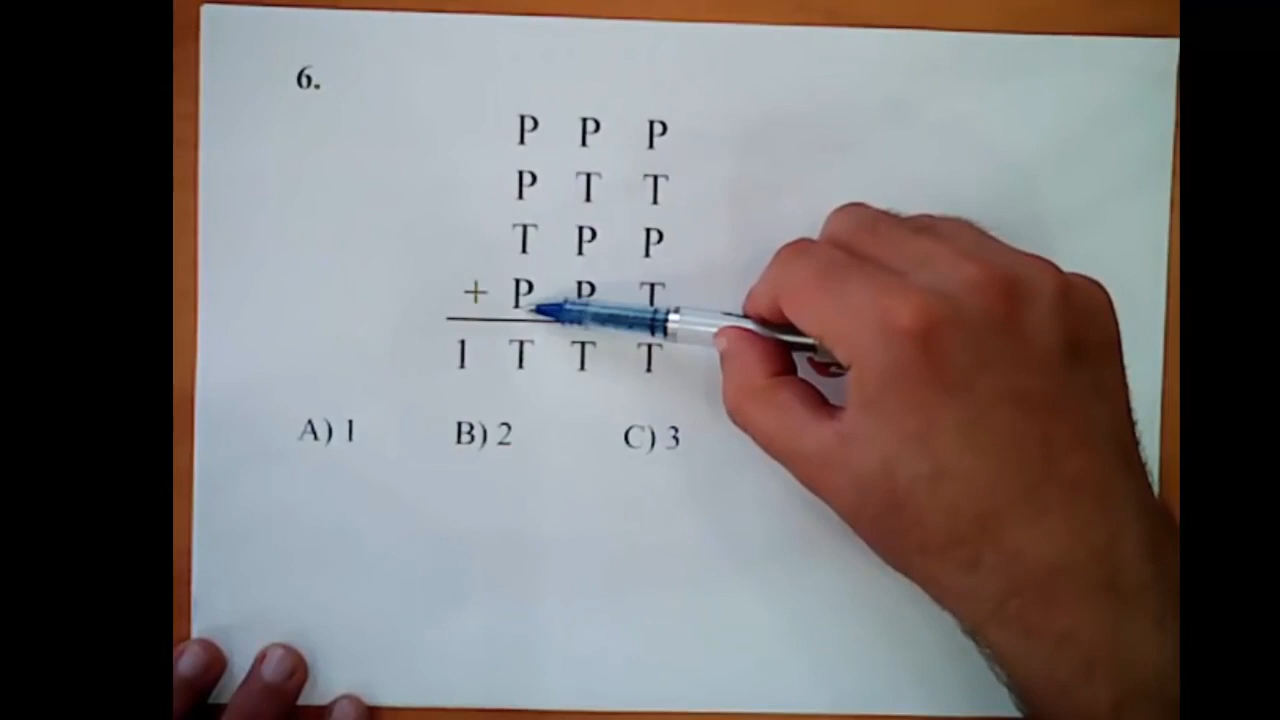 6.
P P P
P T T
T P P
+ P P T
1 T T T
A) 1 B) 2 C) 3